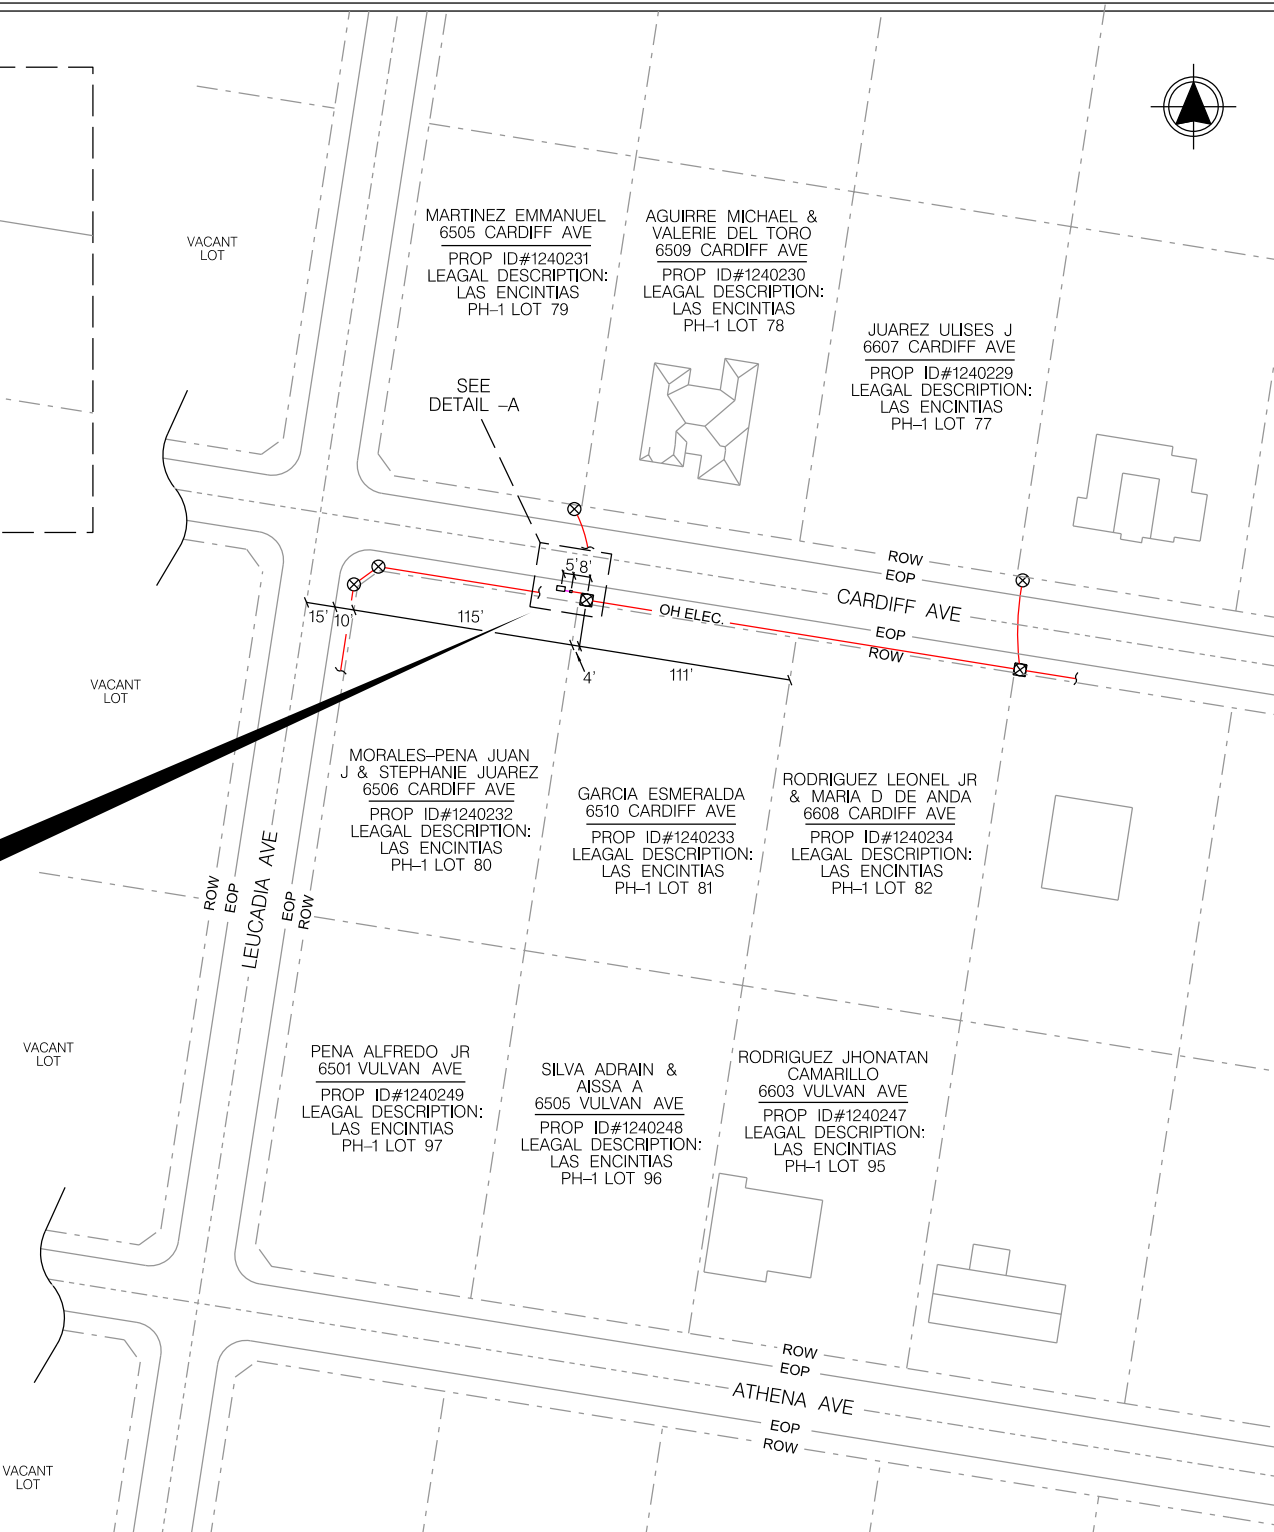 VACANT
LOT
MARTINEZ EMMANUEL
6505 CARDIFF AVE
PROP ID#1240231
LEAGAL DESCRIPTION:
LAS ENCINTIAS
PH-1 LOT 79
AGUIRRE MICHAEL &
VALERIE DEL TORO
6509 CARDIFF AVE
PROP ID#1240230
LEAGAL DESCRIPTION:
LAS ENCINTIAS
PH-1 LOT 78
JUAREZ ULISES J
6607 CARDIFF AVE
PROP ID#1240229
LEAGAL DESCRIPTION:
LAS ENCINTIAS
PH-1 LOT 77
SEE
DETAIL -A
ROW
EOP
CARDIFF AVE
EOP
ROW
5' 8'
OH ELEC.
15' 10' 115'
4'
111'
VACANT
LOT
MORALES-PENA JUAN
J & STEPHANIE JUAREZ
6506 CARDIFF AVE
PROP ID#1240232
LEAGAL DESCRIPTION:
LAS ENCINTIAS
PH-1 LOT 80
GARCIA ESMERALDA
6510 CARDIFF AVE
PROP ID#1240233
LEAGAL DESCRIPTION:
LAS ENCINTIAS
PH-1 LOT 81
RODRIGUEZ LEONEL JR
& MARIA D DE ANDA
6608 CARDIFF AVE
PROP ID#1240234
LEAGAL DESCRIPTION:
LAS ENCINTIAS
PH-1 LOT 82
ROW
EOP
LEUCADIA AVE
EOP
ROW
VACANT
LOT
PENA ALFREDO JR
6501 VULVAN AVE
PROP ID#1240249
LEAGAL DESCRIPTION:
LAS ENCINTIAS
PH-1 LOT 97
SILVA ADRAIN &
AISSA A
6505 VULVAN AVE
PROP ID#1240248
LEAGAL DESCRIPTION:
LAS ENCINTIAS
PH-1 LOT 96
RODRIGUEZ JHONATAN
CAMARILLO
6603 VULVAN AVE
PROP ID#1240247
LEAGAL DESCRIPTION:
LAS ENCINTIAS
PH-1 LOT 95
ROW
EOP
ATHENA AVE
EOP
ROW
VACANT
LOT